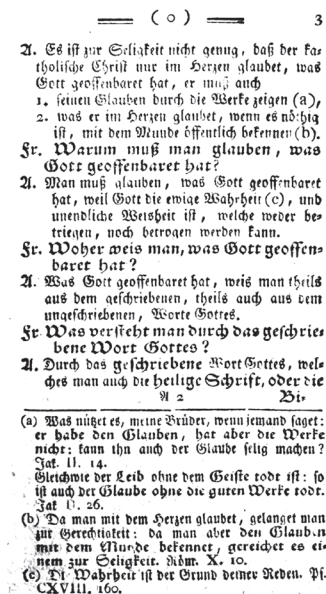 ( o ) 3
A. Es ist zur Seligkeit nicht genug, daß der ka-
tholische Christ nur im Herzen glaubet, was
Gott geoffenbaret hat, er muß auch
1. seinen Glauben durch die Werke zeigen (a),
2. was er im Herzen glaubet, wenn es nöthig
ist, mit dem Munde öffentlich bekennen (b).
Fr. Warum muß man glauben, was
Gott geoffenbaret hat?
A. Man muß glauben, was Gott geoffenbaret
hat, weil Gott die ewige Wahrheit (c), und
unendliche Weisheit ist, welche weder be-
triegen, noch betrogen werden kann.
Fr. Woher weis man, was Gott geoffen-
baret hat?
A. Was Gott geoffenbaret hat, weis man theils
aus dem geschriebenen, theils auch aus dem
ungeschriebenen, Worte Gottes.
Fr. Was versteht man durch das geschrie-
bene Wort Gottes?
A. Durch das geschriebene Wort Gottes, wel-
ches man auch die heilige Schrift, oder die
A 2 Bi-
(a) Was nützet es, meine Brüder, wenn jemand saget:
er habe den Glauben, hat aber die Werke
nicht: kann ihn auch der Glaube selig machen?
Jak. II. 14.
Gleichwie der Leib ohne dem Geiste todt ist: so
ist auch der Glaube ohne die guten Werke todt.
Jak II. 26.
(b) Da man mit dem Herzen glaubet, gelanget man
zur Gerechtigkeit: da man aber den Glauben
mit dem Munde bekennet, gereichet es ei-
nem zur Seligkeit. Röm. X. 10.
(c) Di Wahrheit ist der Grund deiner Reden. Ps.
CXVIII. 160.